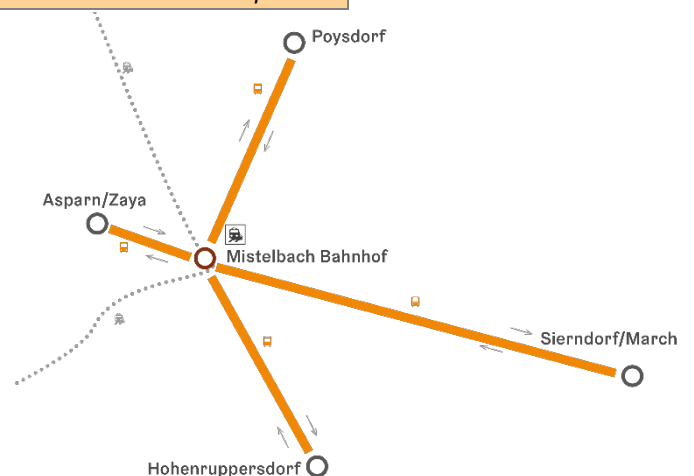 Poysdorf
Asparn/Zaya
Mistelbach Bahnhof
Sierndorf/March
Hohenruppersdorf